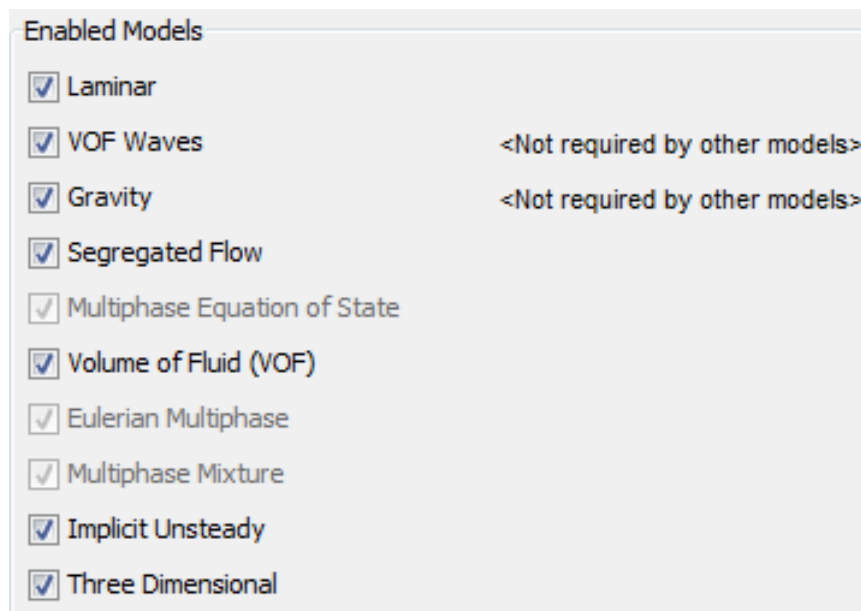 Enabled Models
Laminar
VOF Waves <Not required by other models>
Gravity <Not required by other models>
Segregated Flow
Multiphase Equation of State
Volume of Fluid (VOF)
Eulerian Multiphase
Multiphase Mixture
Implicit Unsteady
Three Dimensional